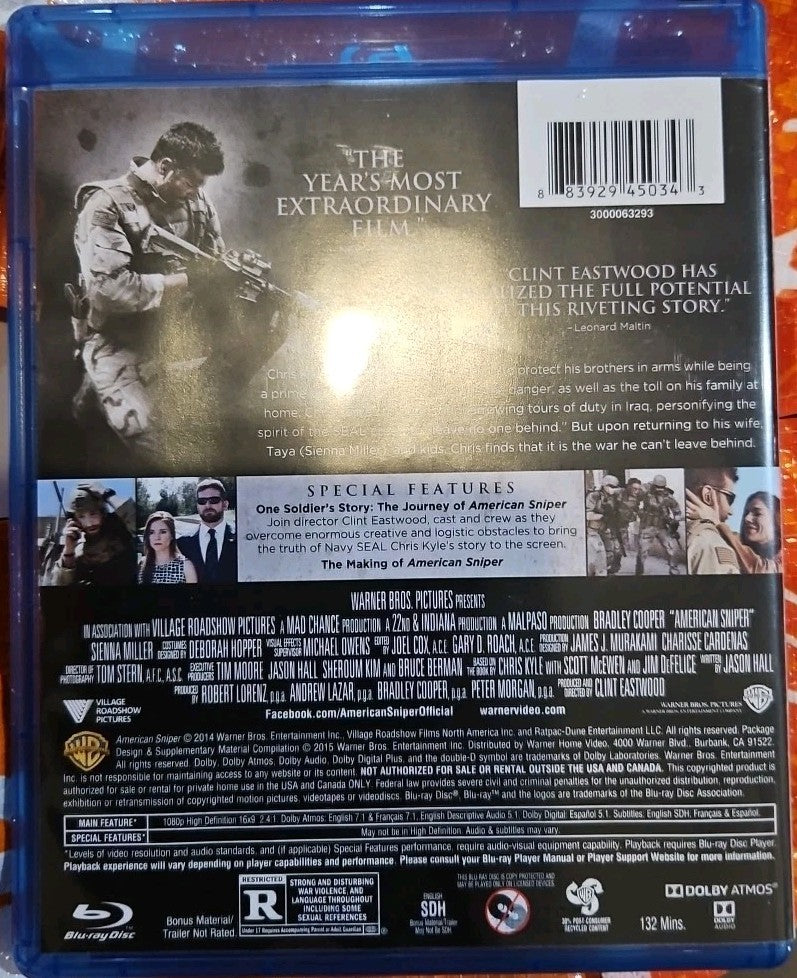 "THE
YEAR'S MOST
EXTRAORDINARY
FILM."
8 83929 45034 3
3000063293
CLINT EASTWOOD HAS
THE FULL POTENTIAL
THIS RIVETING STORY."
- Leonard Maltin
protect his brothers in arms while being
a prime danger, as well as the toll on his family at
home. tours of duty in Iraq, personifying the
spirit of the SEAL no one behind." But upon returning to his wife,
Taya (Sienna Miller) and kids, Chris finds that it is the war he can't leave behind.
SPECIAL FEATURES
One Soldier's Story: The Journey of American Sniper
Join director Clint Eastwood, cast and crew as they
overcome enormous creative and logistic obstacles to bring
the truth of Navy SEAL Chris Kyle's story to the screen.
The Making of American Sniper
WARNER BROS. PICTURES PRESENTS
IN ASSOCIATION WITH VILLAGE ROADSHOW PICTURES A MAD CHANCE PRODUCTION A 22ND & INDIANA PRODUCTION A MALPASO PRODUCTION BRADLEY COOPER "AMERICAN SNIPER"
SIENNA MILLER COSTUMES DESIGNED BY DEBORAH HOPPER VISUAL EFFECTS SUPERVISOR MICHAEL OWENS EDITED BY JOEL COX, A.C.E. GARY D. ROACH, A.C.E. PRODUCTION DESIGNED BY JAMES J. MURAKAMI CHARISSE CARDENAS
DIRECTOR OF PHOTOGRAPHY TOM STERN, A.F.C., A.S.C. EXECUTIVE PRODUCERS TIM MOORE JASON HALL SHEROUM KIM AND BRUCE BERMAN BASED ON THE BOOK BY CHRIS KYLE WITH SCOTT McEWEN AND JIM DeFELICE WRITTEN BY JASON HALL
PRODUCED BY ROBERT LORENZ, p.g.a. ANDREW LAZAR, p.g.a. BRADLEY COOPER, p.g.a. PETER MORGAN, p.g.a. PRODUCED AND DIRECTED BY CLINT EASTWOOD
VILLAGE
ROADSHOW
PICTURES
Facebook.com/AmericanSniperOfficial warnervideo.com
WARNER BROS. PICTURES
A WARNER BROS. ENTERTAINMENT COMPANY
American Sniper © 2014 Warner Bros. Entertainment Inc., Village Roadshow Films North America Inc. and Ratpac-Dune Entertainment LLC. All rights reserved. Package
Design & Supplementary Material Compilation © 2015 Warner Bros. Entertainment Inc. Distributed by Warner Home Video, 4000 Warner Blvd., Burbank, CA 91522.
All rights reserved. Dolby, Dolby Atmos, Dolby Audio, Dolby Digital Plus, and the double-D symbol are trademarks of Dolby Laboratories. Warner Bros. Entertainment
Inc. is not responsible for maintaining access to any website or its content. NOT AUTHORIZED FOR SALE OR RENTAL OUTSIDE THE USA AND CANADA. This copyrighted product is
authorized for sale or rental for private home use in the USA and Canada ONLY. Federal law provides severe civil and criminal penalties for the unauthorized distribution, reproduction,
exhibition or retransmission of copyrighted motion pictures, videotapes or videodiscs. Blu-ray Disc®, Blu-ray™ and the logos are trademarks of the Blu-ray Disc Association.
MAIN FEATURE* 1080p High Definition 16x9 2.4:1 Dolby Atmos: English 7.1 & Français 7.1, English Descriptive Audio 5.1, Dolby Digital: Español 5.1. Subtitles: English SDH, Français & Español.
SPECIAL FEATURES* May not be in High Definition. Audio & subtitles may vary.
*Levels of video resolution and audio standards, and (if applicable) Special Features performance, require audio-visual equipment capability. Playback requires Blu-ray Disc Player.
Playback experience will vary depending on player capabilities and performance. Please consult your Blu-ray Player Manual or Player Support Website for more information.
Blu-ray Disc
Bonus Material/
Trailer Not Rated.
RESTRICTED
R
Under 17 Requires Accompanying Parent or Adult Guardian
STRONG AND DISTURBING
WAR VIOLENCE, AND
LANGUAGE THROUGHOUT
INCLUDING SOME
SEXUAL REFERENCES
ENGLISH
SDH
Bonus Material/Trailer
May Not Be SDH
THIS BLU-RAY DISC IS COPY PROTECTED AND
MAY BE PLAYED ONLY ON LICENSED DEVICES.
30% POST-CONSUMER
RECYCLED CONTENT
132 Mins.
DOLBY ATMOS®
DOLBY
AUDIO